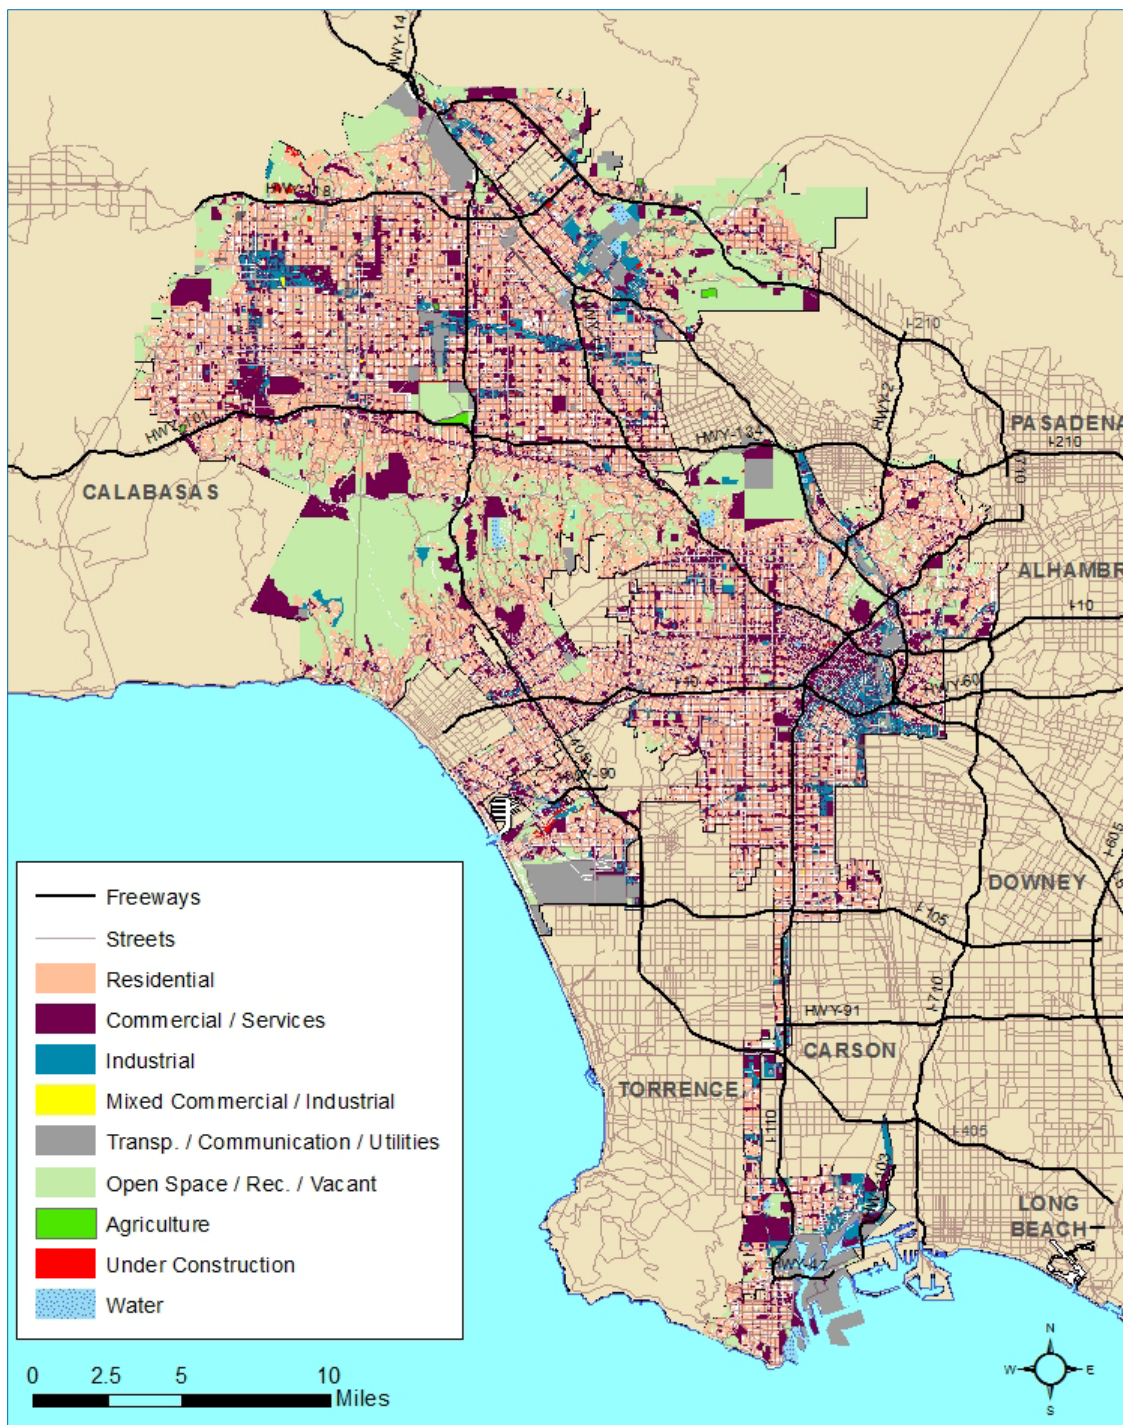 HWY-14
HWY-118
I-210
HWY-2
HWY-134
PASADENA
I-210
I-710
HWY-101
CALABASAS
ALHAMBR
I-10
I-10
HWY-60
I-405
HWY-90
I-605
DOWNEY
I-105
I-710
HWY-91
CARSON
TORRENCE
I-110
I-405
LONG
BEACH
HWY-47
Freeways
Streets
Residential
Commercial / Services
Industrial
Mixed Commercial / Industrial
Transp. / Communication / Utilities
Open Space / Rec. / Vacant
Agriculture
Under Construction
Water
0 2.5 5 10
Miles
N
W E
S